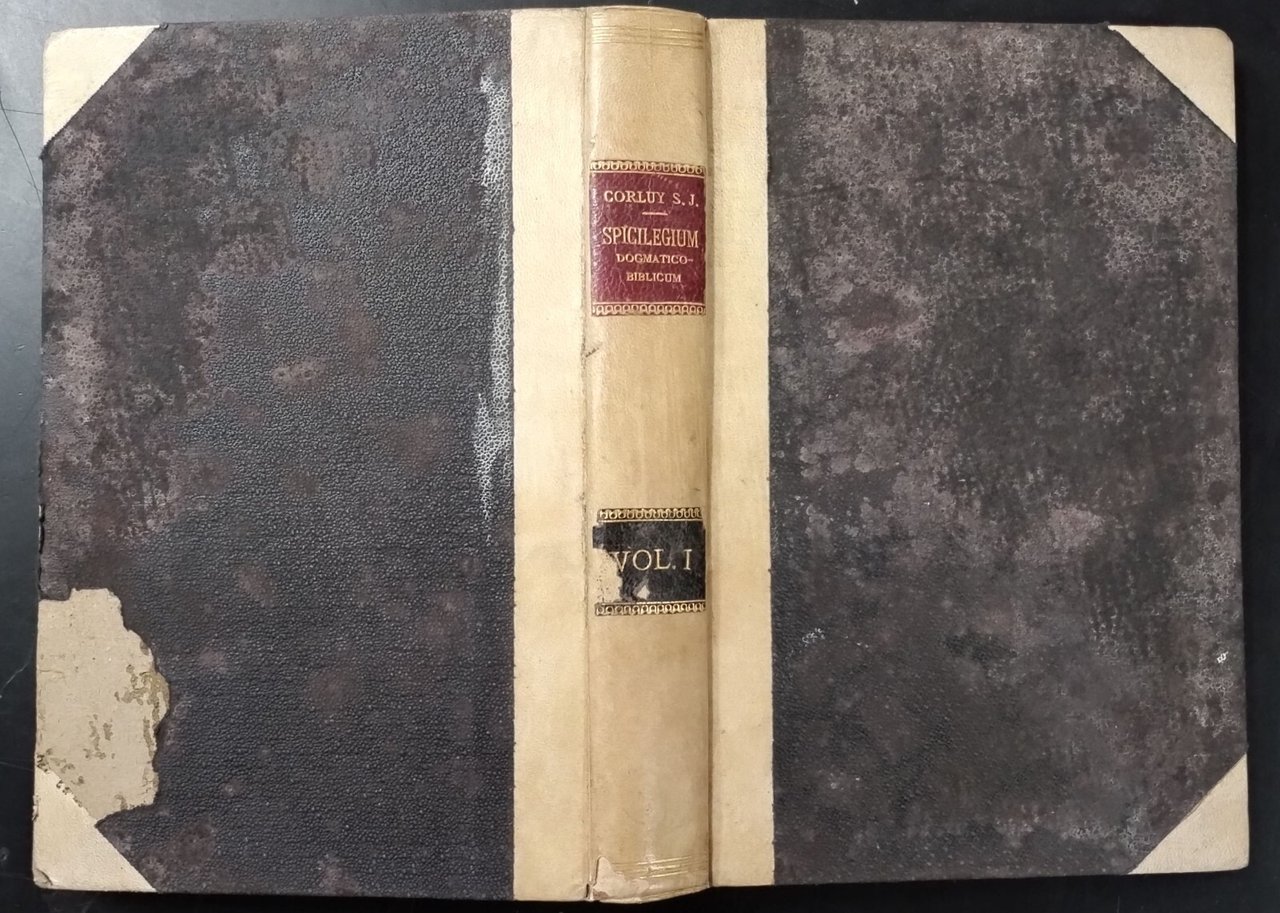 CORLUY S. J.
SPICILEGIUM
DOGMATICO-
BIBLICUM
VOL. I